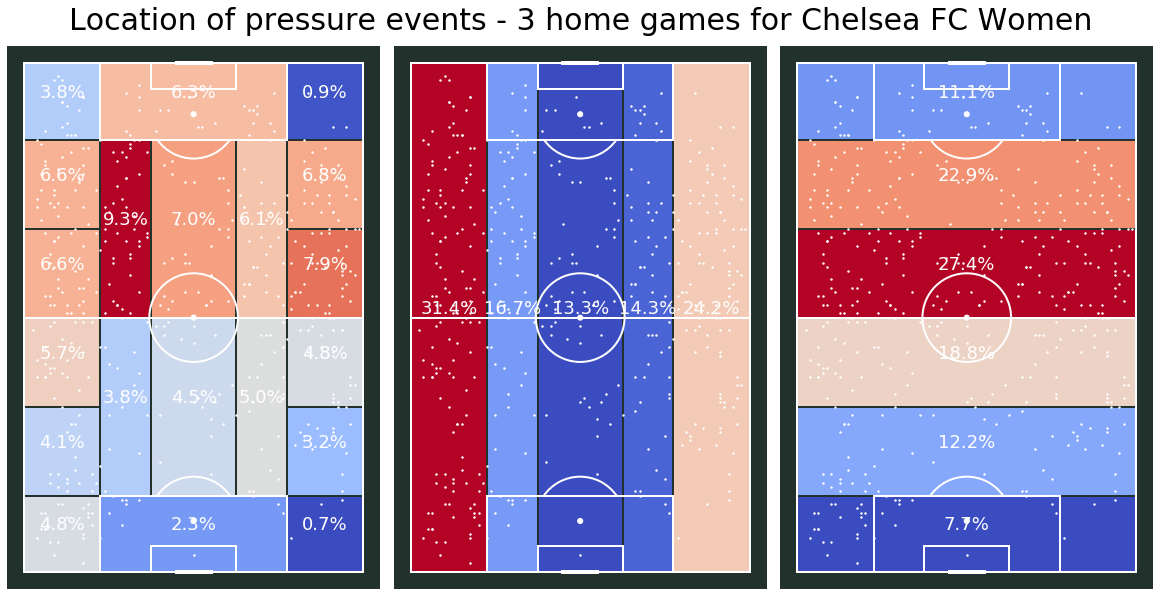 Location of pressure events - 3 home games for Chelsea FC Women
3.8% 6.3% 0.9%
6.6% 9.3% 7.0% 6.1% 6.8%
6.6% 7.9%
5.7% 4.8%
3.8% 4.5% 5.0%
4.1% 3.2%
4.8% 2.3% 0.7%
31.4% 16.7% 13.3% 14.3% 24.2%
11.1%
22.9%
27.4%
18.8%
12.2%
7.7%